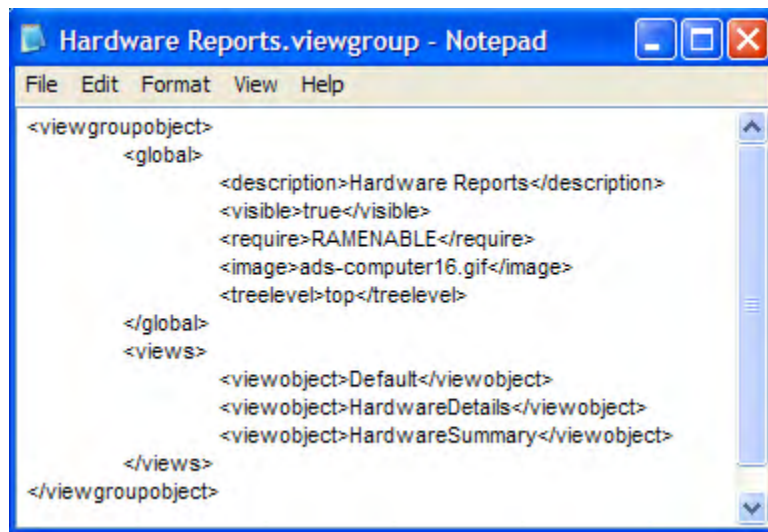 Hardware Reports.viewgroup - Notepad
File Edit Format View Help
<viewgroupobject>
<global>
<description>Hardware Reports</description>
<visible>true</visible>
<require>RAMENABLE</require>
<image>ads-computer16.gif</image>
<treelevel>top</treelevel>
</global>
<views>
<viewobject>Default</viewobject>
<viewobject>HardwareDetails</viewobject>
<viewobject>HardwareSummary</viewobject>
</views>
</viewgroupobject>